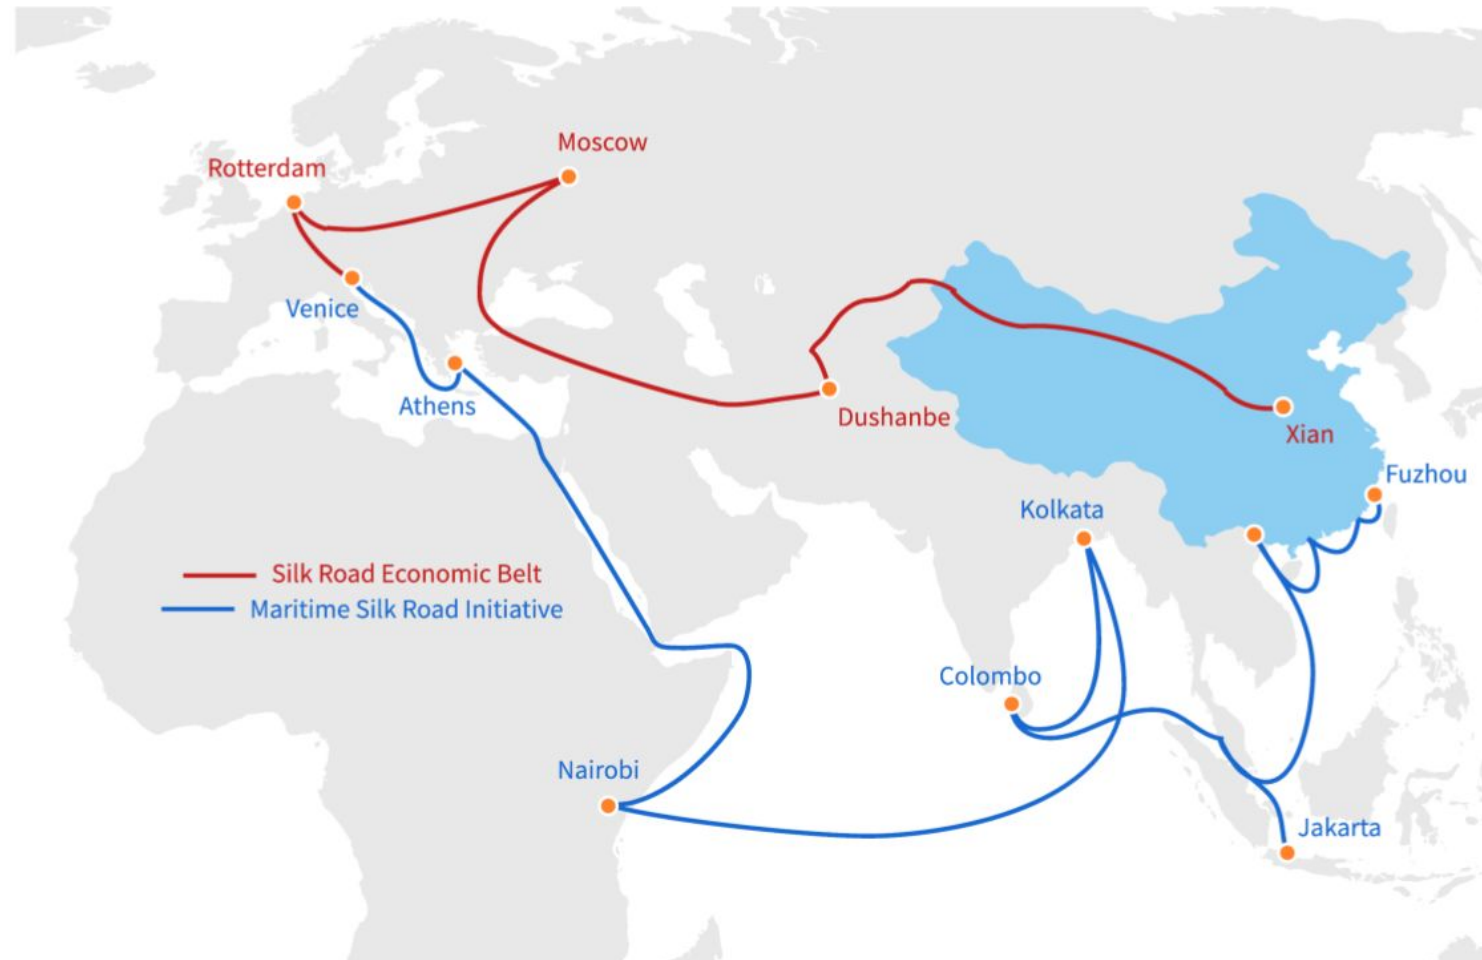 Moscow
Rotterdam
Venice
Athens
Dushanbe
Xian
Fuzhou
Kolkata
Silk Road Economic Belt
Maritime Silk Road Initiative
Colombo
Nairobi
Jakarta